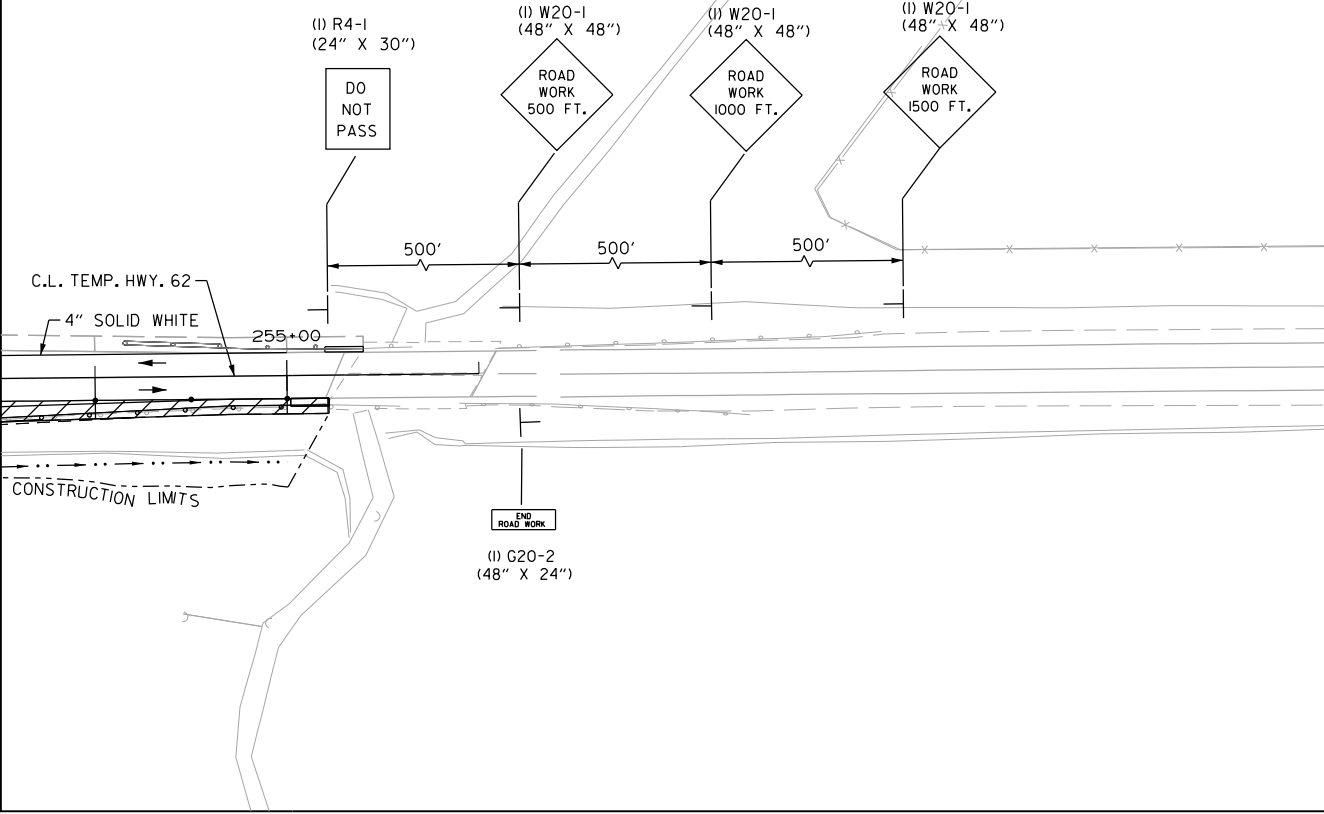 (1) R4-1
(24" X 30")
DO
NOT
PASS
(1) W20-1
(48" X 48")
ROAD
WORK
500 FT.
(1) W20-1
(48" X 48")
ROAD
WORK
1000 FT.
(1) W20-1
(48" X 48")
ROAD
WORK
1500 FT.
500'
500'
500'
C.L. TEMP. HWY. 62
4" SOLID WHITE
255+00
CONSTRUCTION LIMITS
END
ROAD WORK
(1) G20-2
(48" X 24")